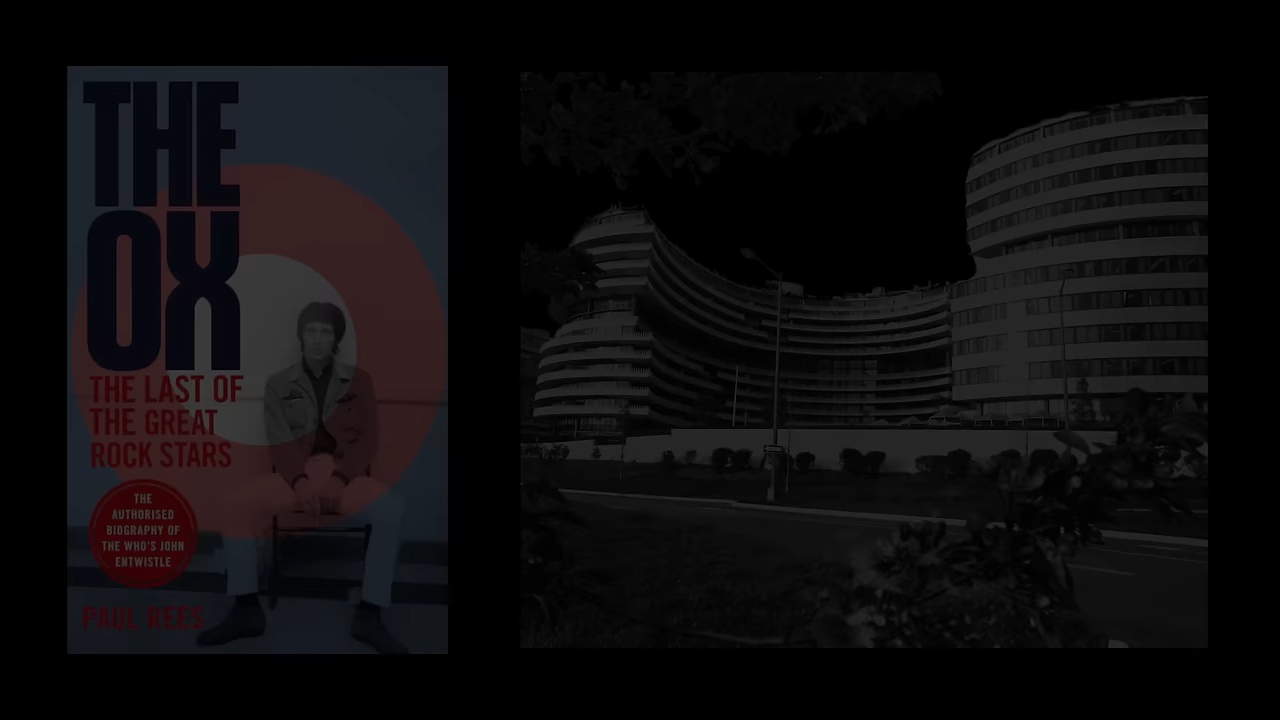 THE
OX
THE LAST OF
THE GREAT
ROCK STARS
THE
AUTHORISED
BIOGRAPHY OF
THE WHO'S JOHN
ENTWISTLE
PAUL REES